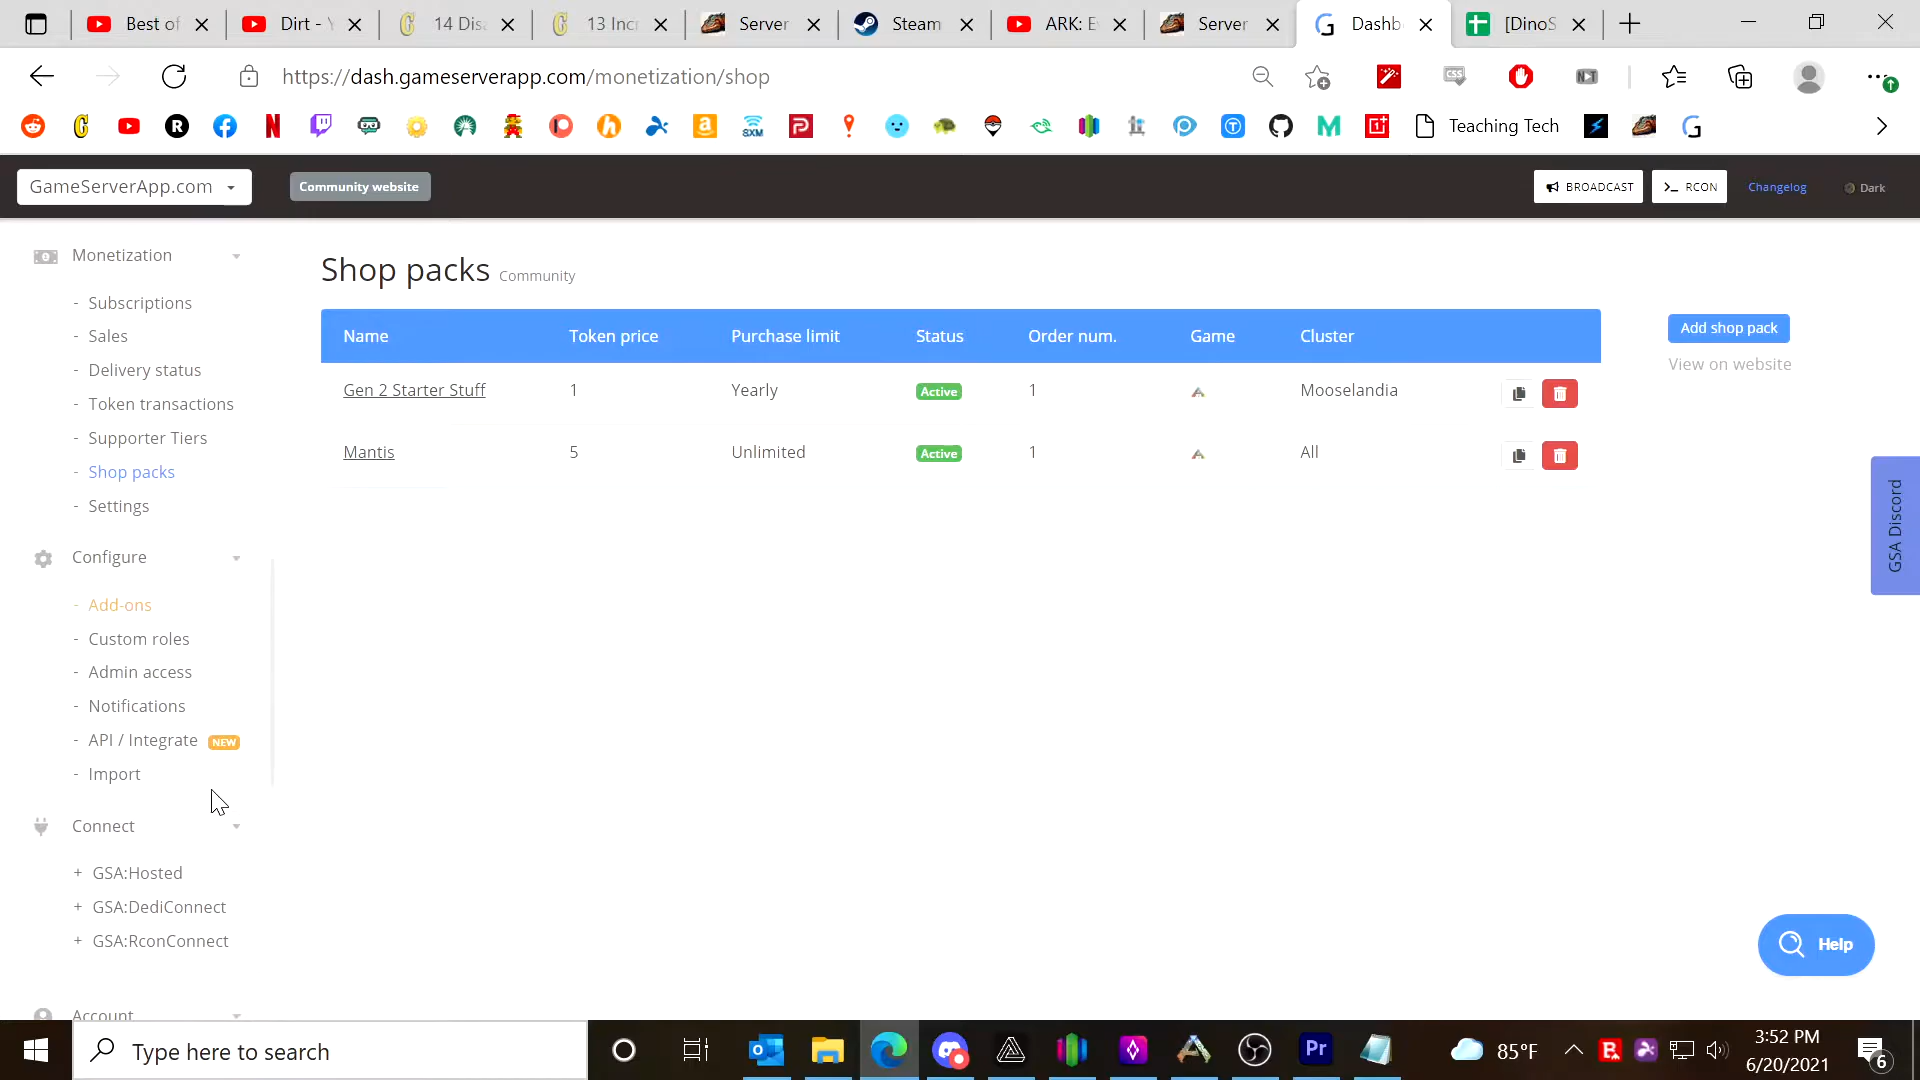 Best of
Dirt - Y
14 Disa
13 Incr
Server
Steam
ARK: E
Server
Dashb
[DinoS
https://dash.gameserverapp.com/monetization/shop
Teaching Tech
GameServerApp.com
Community website
BROADCAST
RCON
Changelog
Dark
Monetization
- Subscriptions
- Sales
- Delivery status
- Token transactions
- Supporter Tiers
- Shop packs
- Settings
Configure
- Add-ons
- Custom roles
- Admin access
- Notifications
- API / Integrate NEW
- Import
Connect
+ GSA:Hosted
+ GSA:DediConnect
+ GSA:RconConnect
Account
Shop packs Community
Name Token price Purchase limit Status Order num. Game Cluster
Gen 2 Starter Stuff 1 Yearly Active 1 Mooselandia
Mantis 5 Unlimited Active 1 All
Add shop pack
View on website
GSA Discord
Help
Type here to search
85°F
3:52 PM
6/20/2021
6